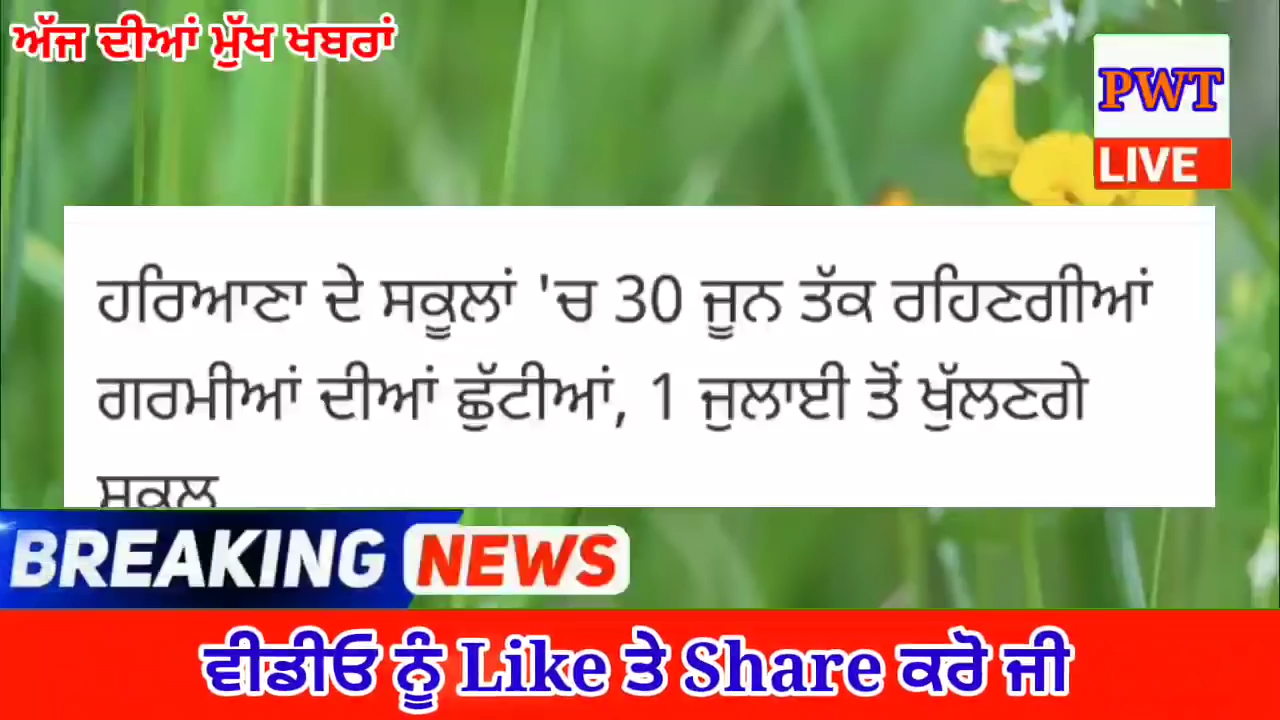 ਅੱਜ ਦੀਆਂ ਮੁੱਖ ਖਬਰਾਂ
PWT
LIVE
ਹਰਿਆਣਾ ਦੇ ਸਕੂਲਾਂ 'ਚ 30 ਜੂਨ ਤੱਕ ਰਹਿਣਗੀਆਂ
ਗਰਮੀਆਂ ਦੀਆਂ ਛੁੱਟੀਆਂ, 1 ਜੁਲਾਈ ਤੋਂ ਖੁੱਲਣਗੇ
BREAKING NEWS
ਵੀਡੀਓ ਨੂੰ Like ਤੇ Share ਕਰੋ ਜੀ